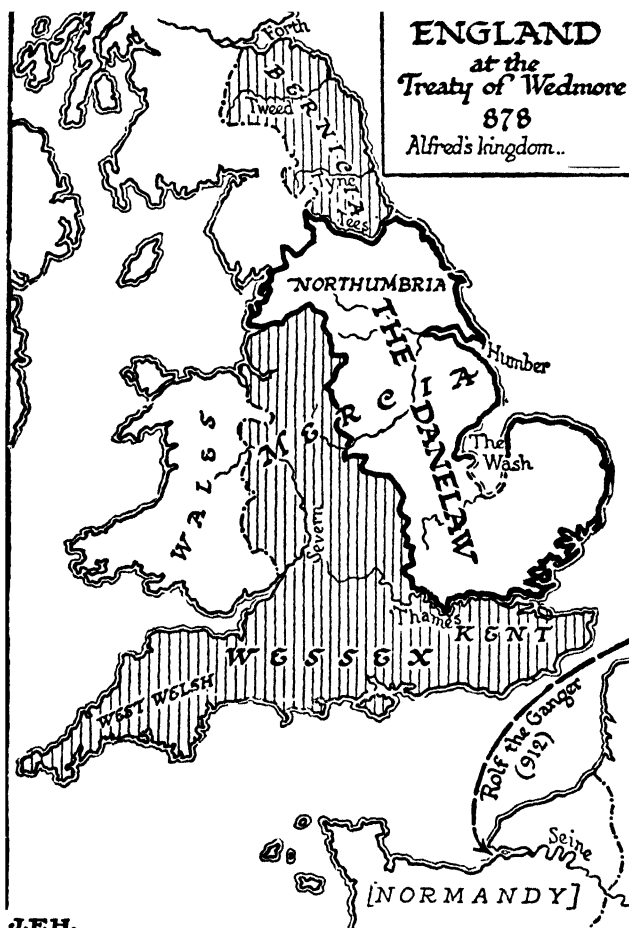 ENGLAND
at the
Treaty of Wedmore
878
Alfred's kingdom..
Forth
BERNICIA
Tweed
Tyne
Tees
NORTHUMBRIA
THE DANELAW
Humber
MERCIA
The
Wash
WALES
Severn
Thames
KENT
WESSEX
WEST WELSH
Rolf the Ganger
(912)
Seine
[NORMANDY]
J.F.H.